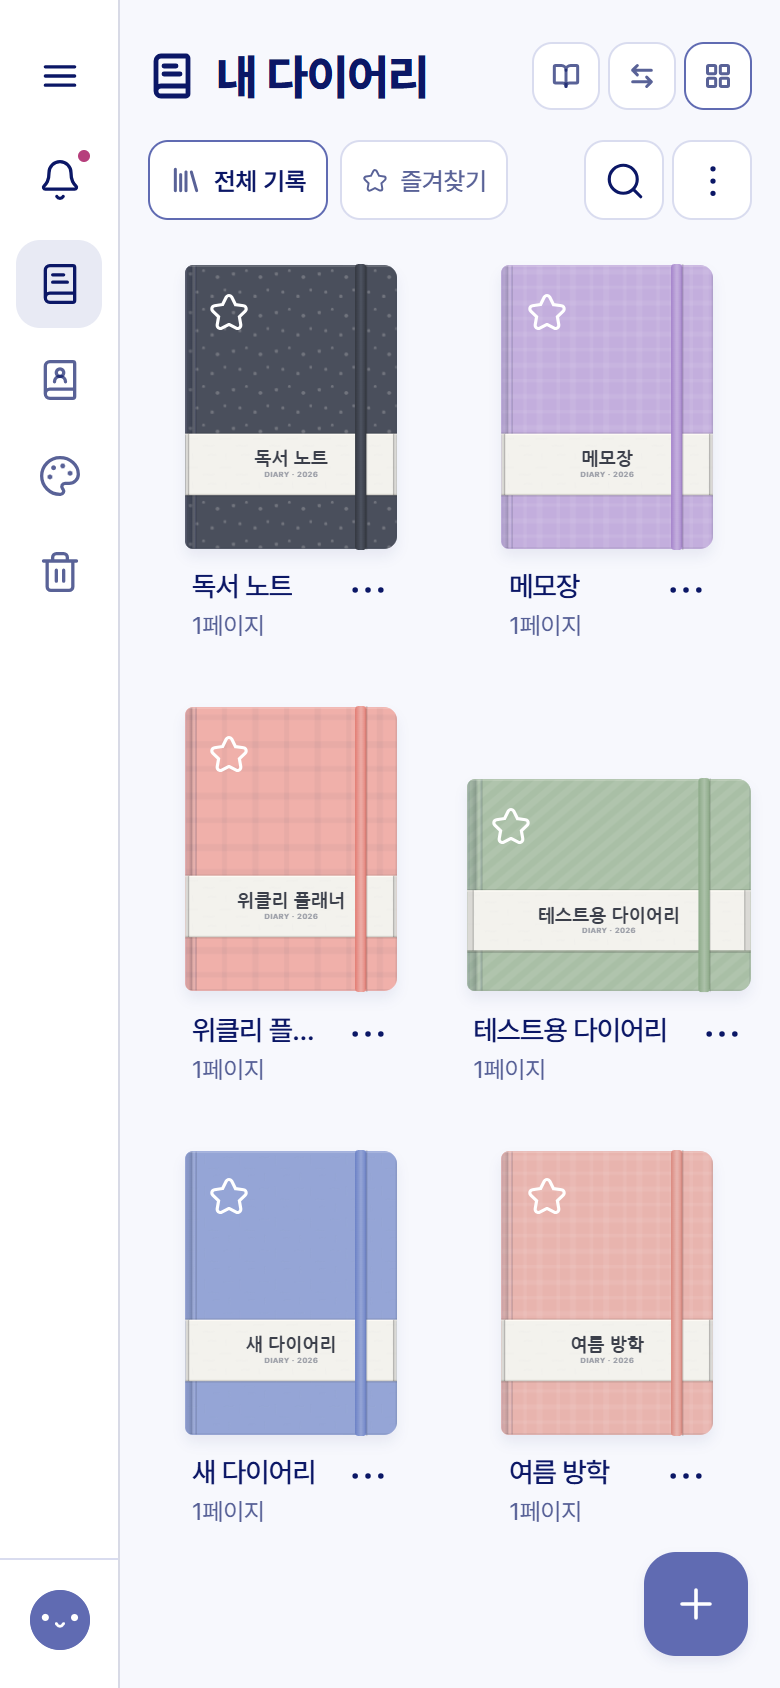 내 다이어리
전체 기록
즐겨찾기
독서 노트
DIARY · 2026
메모장
DIARY · 2026
독서 노트
1페이지
메모장
1페이지
위클리 플래너
DIARY · 2026
테스트용 다이어리
DIARY · 2026
위클리 플...
1페이지
테스트용 다이어리
1페이지
새 다이어리
DIARY · 2026
여름 방학
DIARY · 2026
새 다이어리
1페이지
여름 방학
1페이지